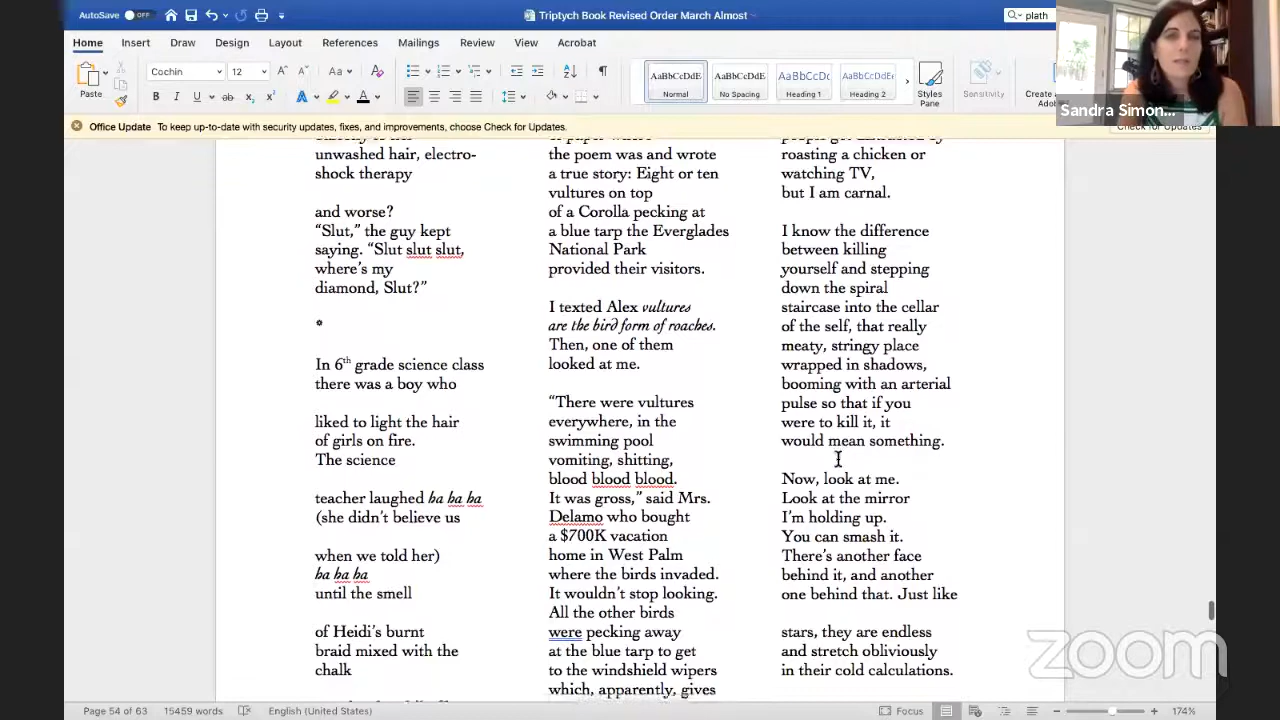 AutoSave OFF
Triptych Book Revised Order March Almost
plath
Home Insert Draw Design Layout References Mailings Review View Acrobat
Cochin 12
Paste
AaBbCcDdE AaBbCcDdE AaBbCcDc AaBbCcDdE
Normal No Spacing Heading 1 Heading 2
Styles Pane
Sensitivity
Sandra Simon...
Office Update To keep up-to-date with security updates, fixes, and improvements, choose Check for Updates.
Check for Updates
unwashed hair, electro-
shock therapy
and worse?
“Slut,” the guy kept
saying. “Slut slut slut,
where’s my
diamond, Slut?”
*
In 6th grade science class
there was a boy who
liked to light the hair
of girls on fire.
The science
teacher laughed ha ha ha
(she didn’t believe us
when we told her)
ha ha ha
until the smell
of Heidi’s burnt
braid mixed with the
chalk
the poem was and wrote
a true story: Eight or ten
vultures on top
of a Corolla pecking at
a blue tarp the Everglades
National Park
provided their visitors.
I texted Alex vultures
are the bird form of roaches.
Then, one of them
looked at me.
“There were vultures
everywhere, in the
swimming pool
vomiting, shitting,
blood blood blood.
It was gross,” said Mrs.
Delamo who bought
a $700K vacation
home in West Palm
where the birds invaded.
It wouldn’t stop looking.
All the other birds
were pecking away
at the blue tarp to get
to the windshield wipers
which, apparently, gives
roasting a chicken or
watching TV,
but I am carnal.
I know the difference
between killing
yourself and stepping
down the spiral
staircase into the cellar
of the self, that really
meaty, stringy place
wrapped in shadows,
booming with an arterial
pulse so that if you
were to kill it, it
would mean something.
Now, look at me.
Look at the mirror
I’m holding up.
You can smash it.
There’s another face
behind it, and another
one behind that. Just like
stars, they are endless
and stretch obliviously
in their cold calculations.
zoom
Page 54 of 63 15459 words English (United States) Focus 174%